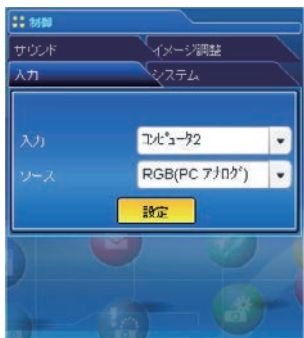 制御
サウンド イメージ調整
入力 システム
入力 ｺﾝﾋﾟｭｰﾀ2
ソース RGB(PC ｱﾅﾛｸﾞ)
設定